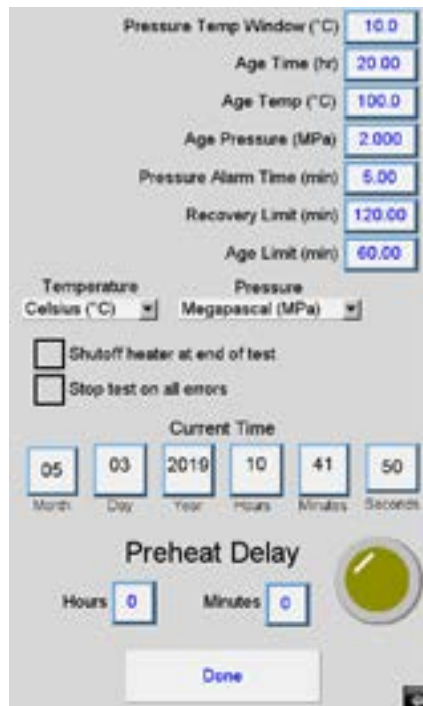 Pressure Temp Window (°C) 10.0
Age Time (hr) 20.00
Age Temp (°C) 100.0
Age Pressure (MPa) 2.000
Pressure Alarm Time (min) 5.00
Recovery Limit (min) 120.00
Age Limit (min) 60.00
Temperature Pressure
Celsius (°C) Megapascal (MPa)
Shutoff heater at end of test
Stop test on all errors
Current Time
05 03 2019 10 41 50
Month Day Year Hours Minutes Seconds
Preheat Delay
Hours 0 Minutes 0
Done